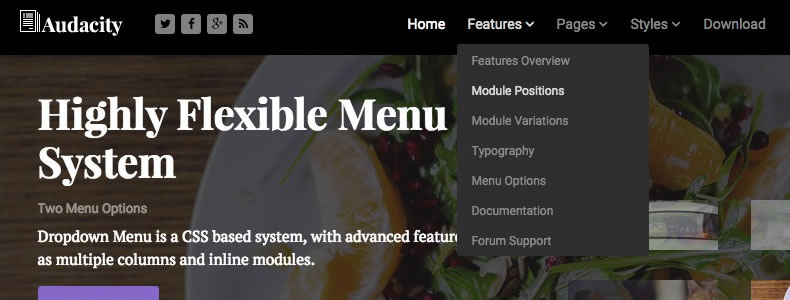 Audacity
Home Features Pages Styles Download
Features Overview
Module Positions
Module Variations
Typography
Menu Options
Documentation
Forum Support
Highly Flexible Menu
System
Two Menu Options
Dropdown Menu is a CSS based system, with advanced
as multiple columns and inline modules.